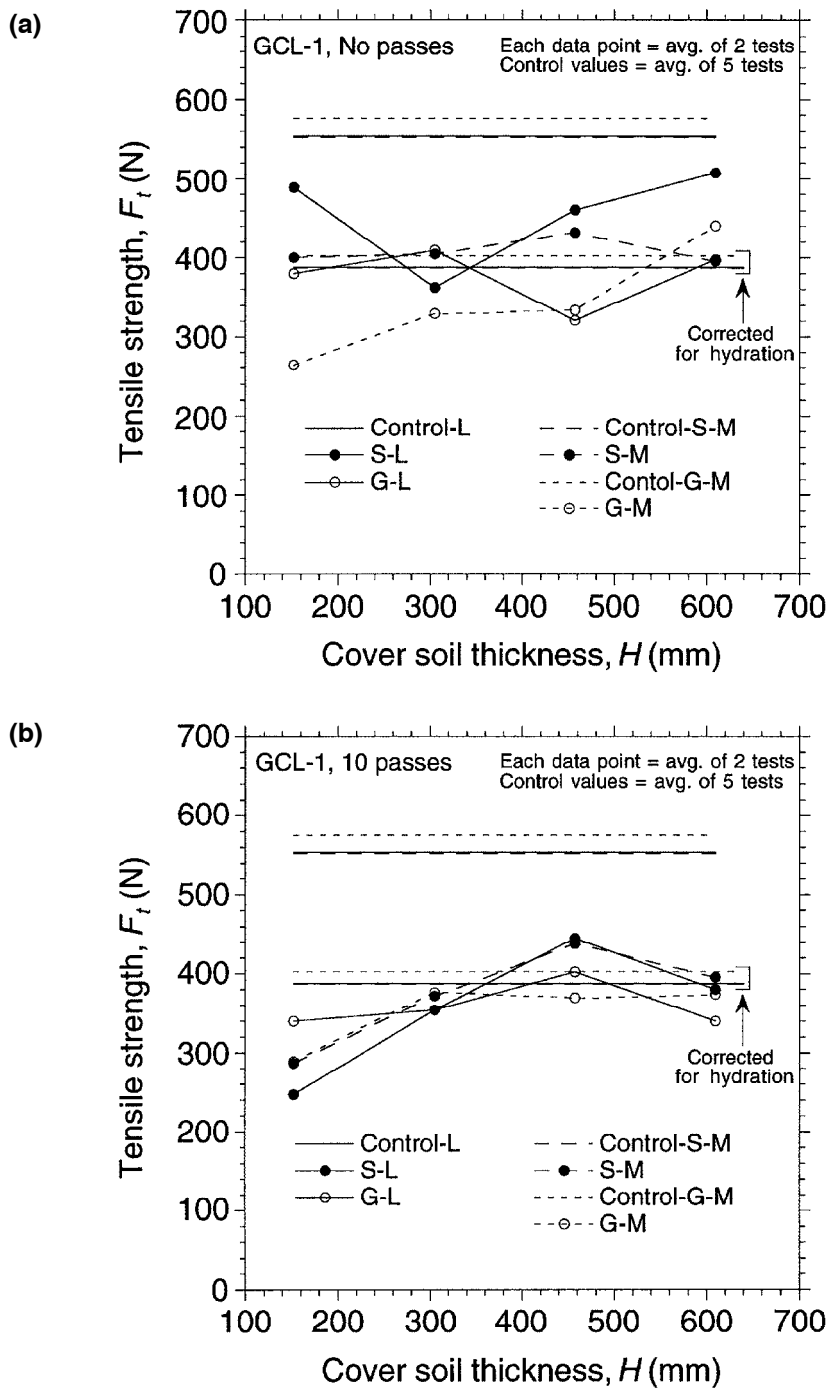 (a)
GCL-1, No passes
Each data point = avg. of 2 tests
Control values = avg. of 5 tests
700
600
500
400
300
200
100
0
Tensile strength, Ft (N)
Corrected
for hydration
Control-L
S-L
G-L
Control-S-M
S-M
Contol-G-M
G-M
100 200 300 400 500 600 700
Cover soil thickness, H (mm)
(b)
GCL-1, 10 passes
Each data point = avg. of 2 tests
Control values = avg. of 5 tests
700
600
500
400
300
200
100
0
Tensile strength, Ft (N)
Corrected
for hydration
Control-L
S-L
G-L
Control-S-M
S-M
Control-G-M
G-M
100 200 300 400 500 600 700
Cover soil thickness, H (mm)